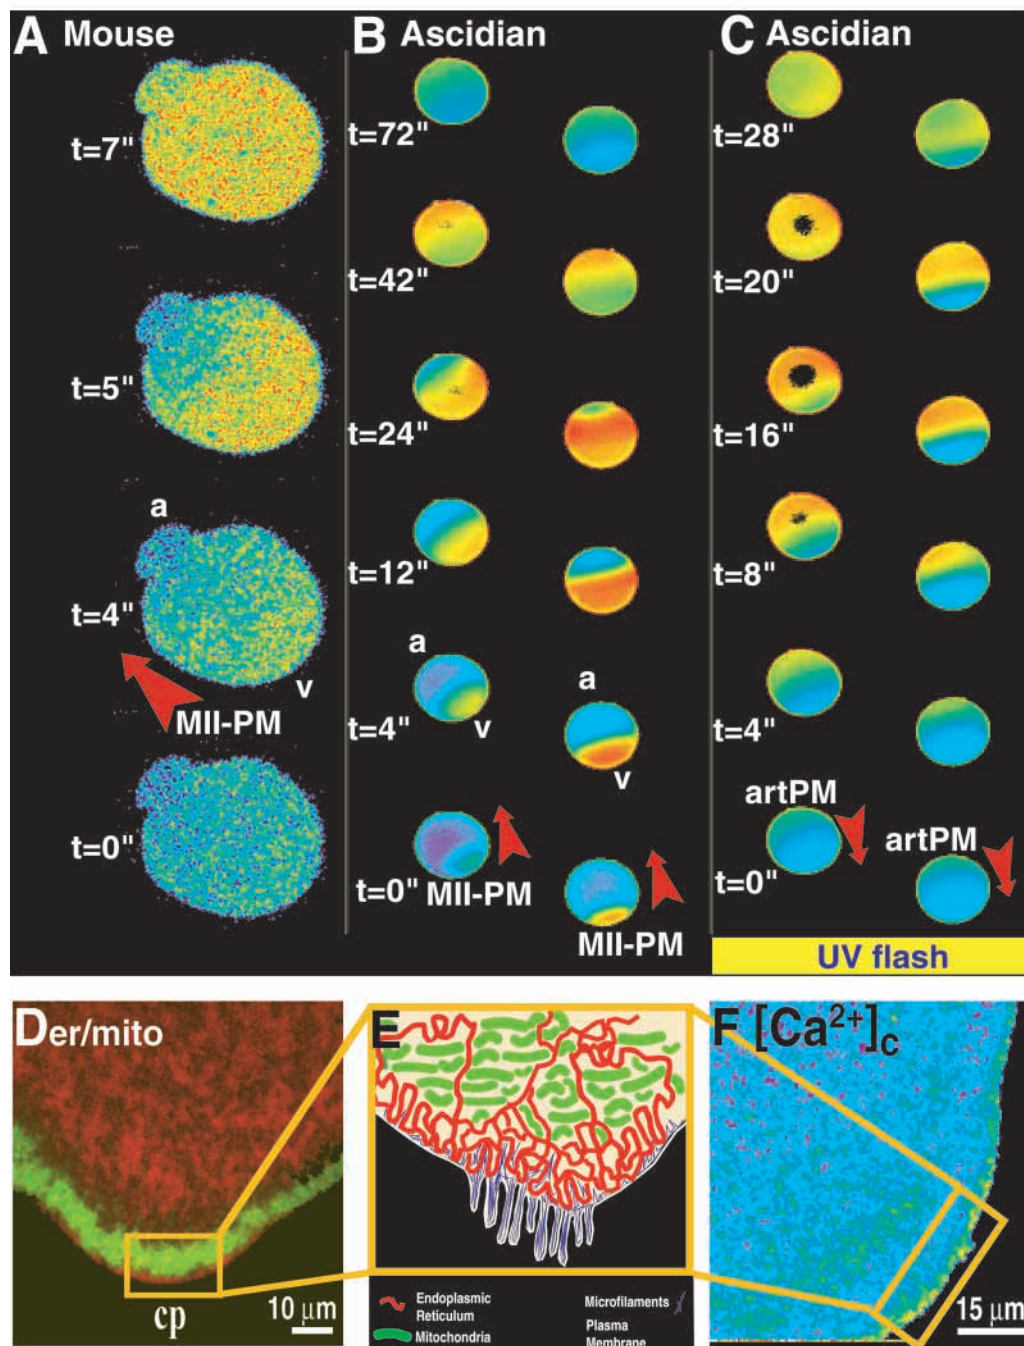 A Mouse
t=7"
t=5"
a
t=4"
v
MII-PM
t=0"
B Ascidian
t=72"
t=42"
t=24"
t=12"
a
a
t=4"
v
v
t=0"
MII-PM
MII-PM
C Ascidian
t=28"
t=20"
t=16"
t=8"
t=4"
artPM
artPM
t=0"
UV flash
D er/mito
cp
10 μm
E
Endoplasmic
Reticulum
Mitochondria
Microfilaments
Plasma
Membrane
F [Ca²⁺]c
15 μm